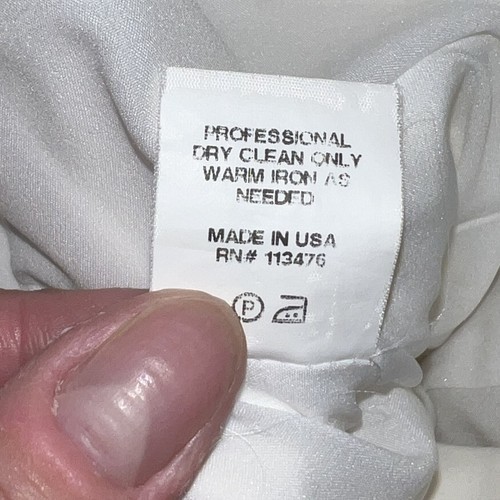 PROFESSIONAL
DRY CLEAN ONLY
WARM IRON AS
NEEDED
MADE IN USA
RN# 113476
P